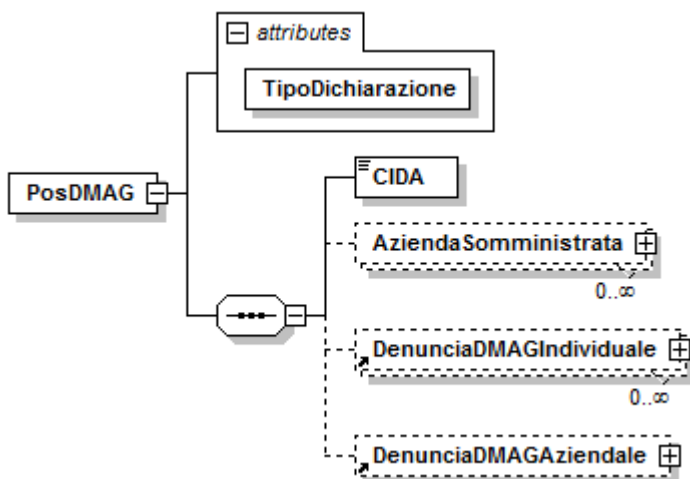 attributes
TipoDichiarazione
PosDMAG
CIDA
AziendaSomministrata
0..∞
DenunciaDMAGIndividuale
0..∞
DenunciaDMAGAziendale